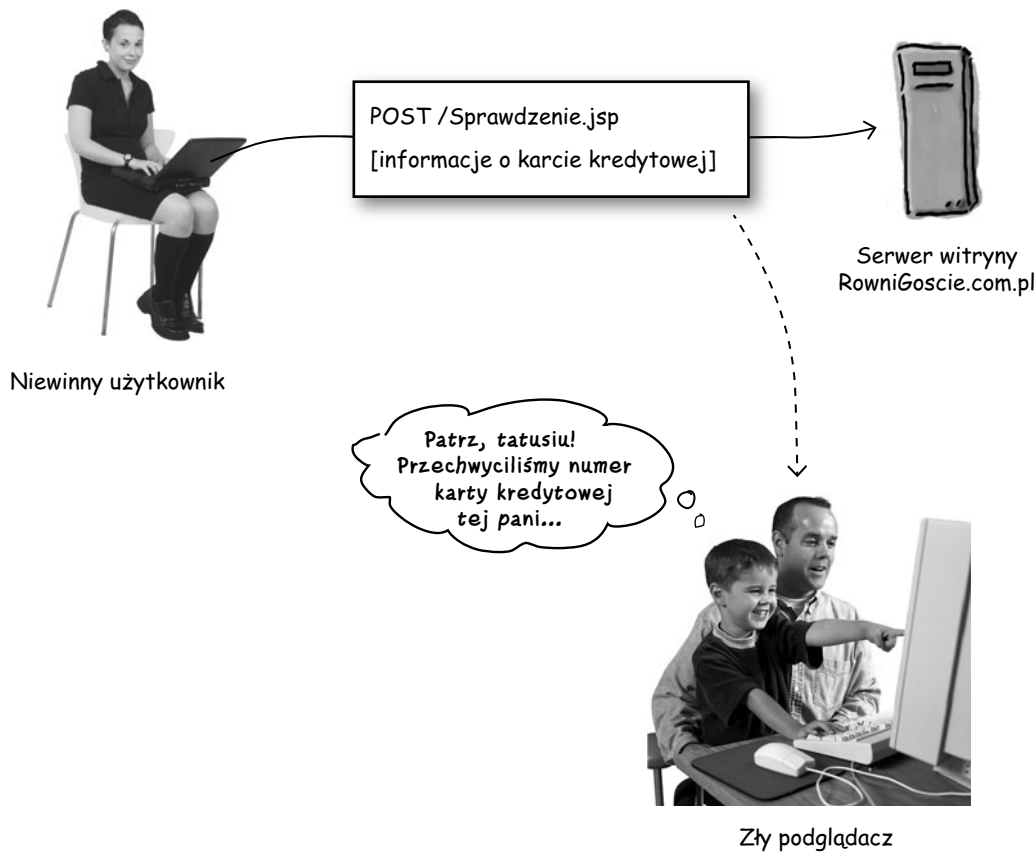 POST /Sprawdzenie.jsp
[informacje o karcie kredytowej]
Serwer witryny
RowniGoscie.com.pl
Niewinny użytkownik
Patrz, tatusiu!
Przechwyciliśmy numer
karty kredytowej
tej pani...
Zły podglądacz